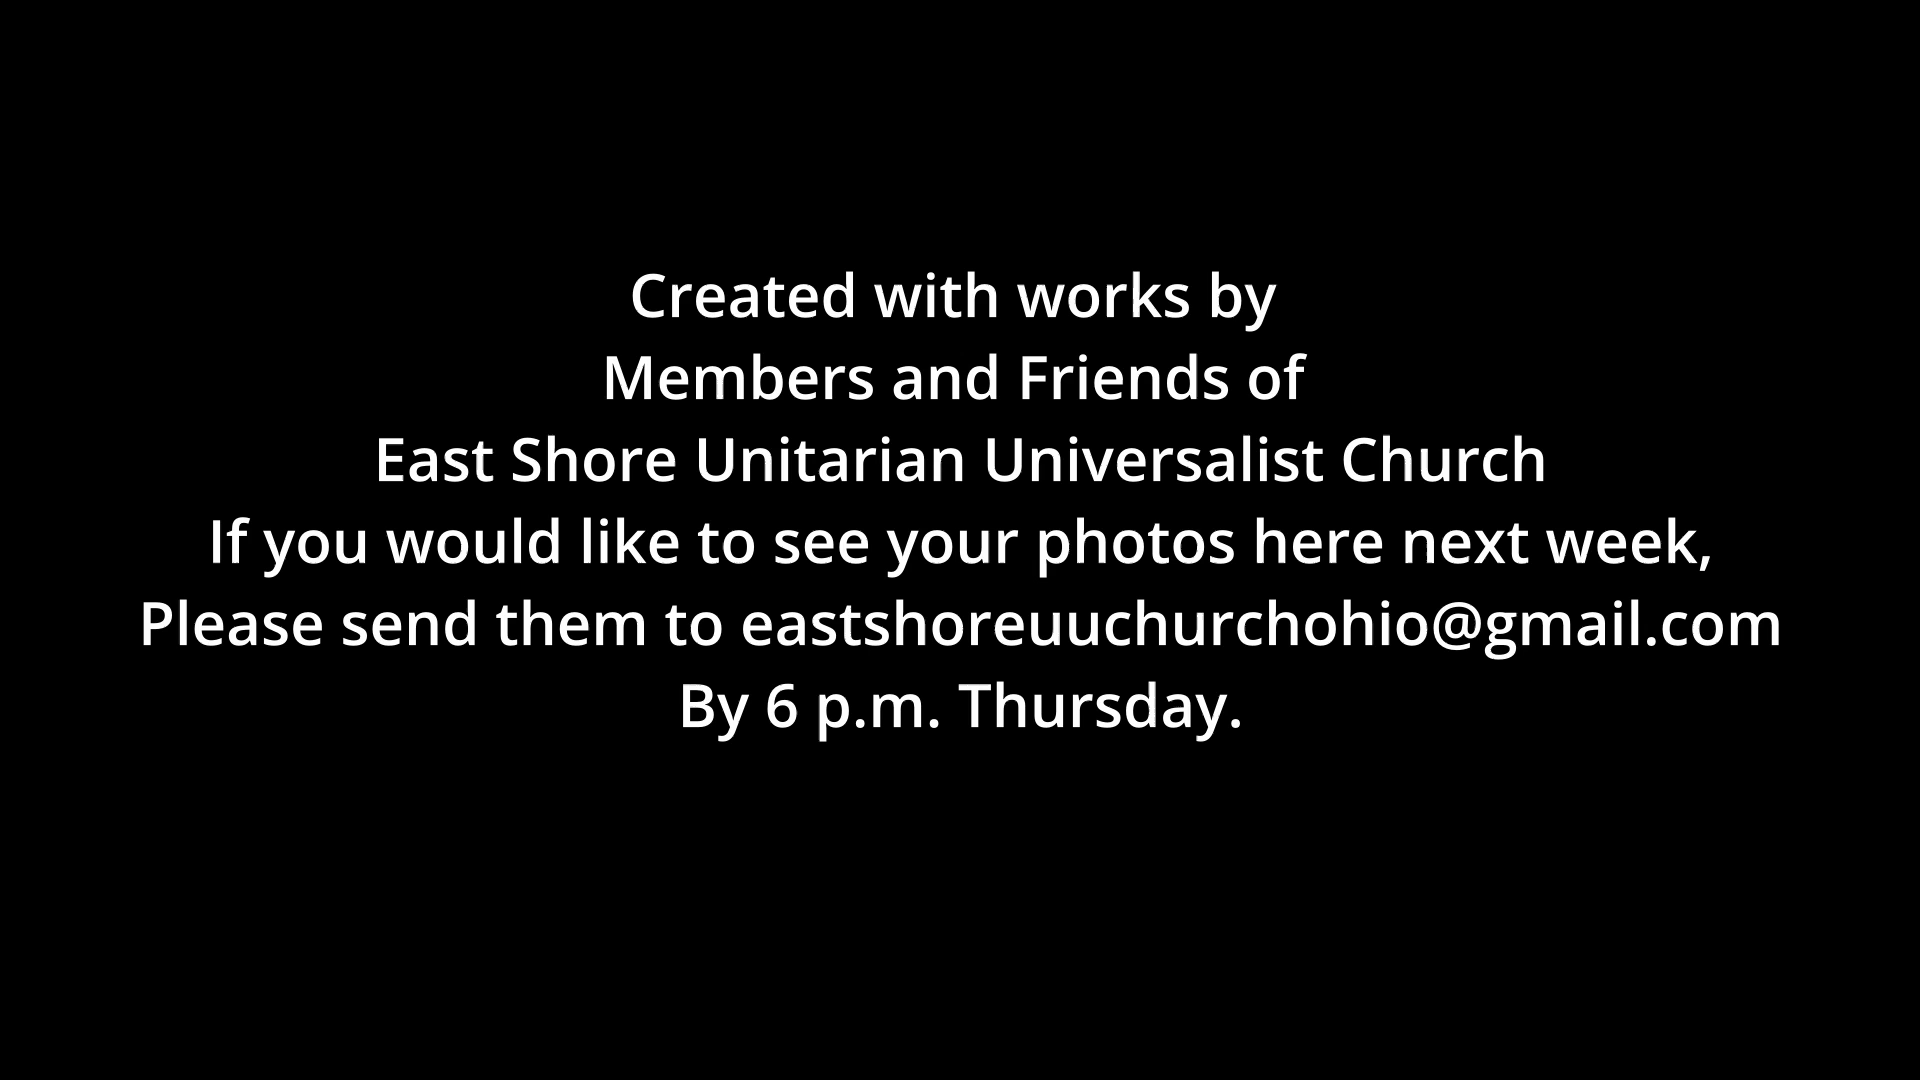 Created with works by
Members and Friends of
East Shore Unitarian Universalist Church
If you would like to see your photos here next week,
Please send them to eastshoreuuchurchohio@gmail.com
By 6 p.m. Thursday.